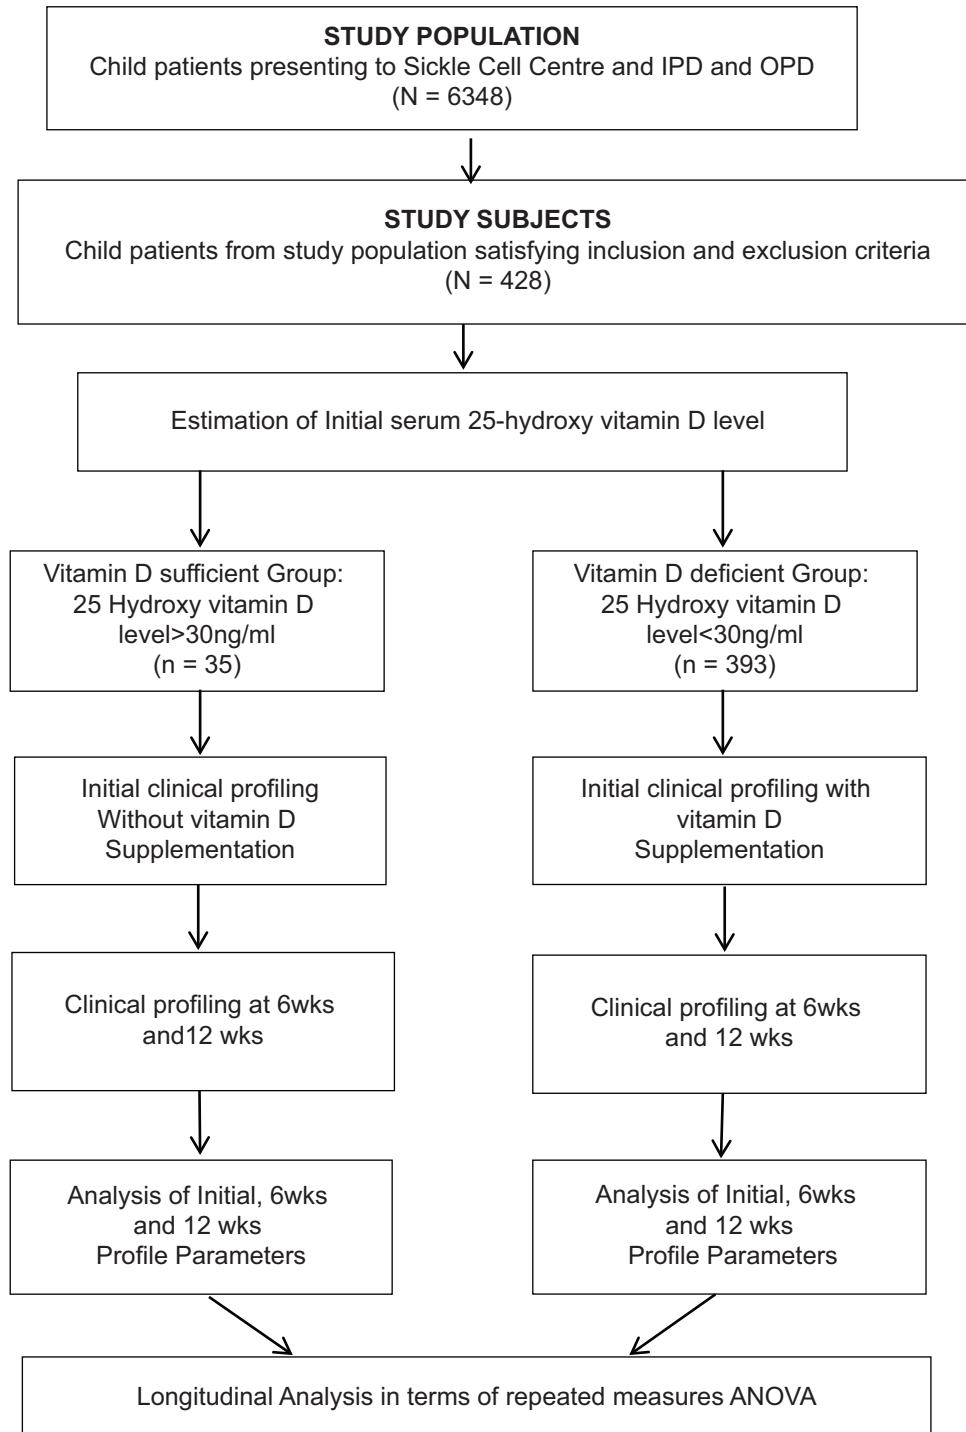 STUDY POPULATION
Child patients presenting to Sickle Cell Centre and IPD and OPD
(N = 6348)
STUDY SUBJECTS
Child patients from study population satisfying inclusion and exclusion criteria
(N = 428)
Estimation of Initial serum 25-hydroxy vitamin D level
Vitamin D sufficient Group:
25 Hydroxy vitamin D
level>30ng/ml
(n = 35)
Vitamin D deficient Group:
25 Hydroxy vitamin D
level<30ng/ml
(n = 393)
Initial clinical profiling
Without vitamin D
Supplementation
Initial clinical profiling with
vitamin D
Supplementation
Clinical profiling at 6wks
and12 wks
Clinical profiling at 6wks
and 12 wks
Analysis of Initial, 6wks
and 12 wks
Profile Parameters
Analysis of Initial, 6wks
and 12 wks
Profile Parameters
Longitudinal Analysis in terms of repeated measures ANOVA